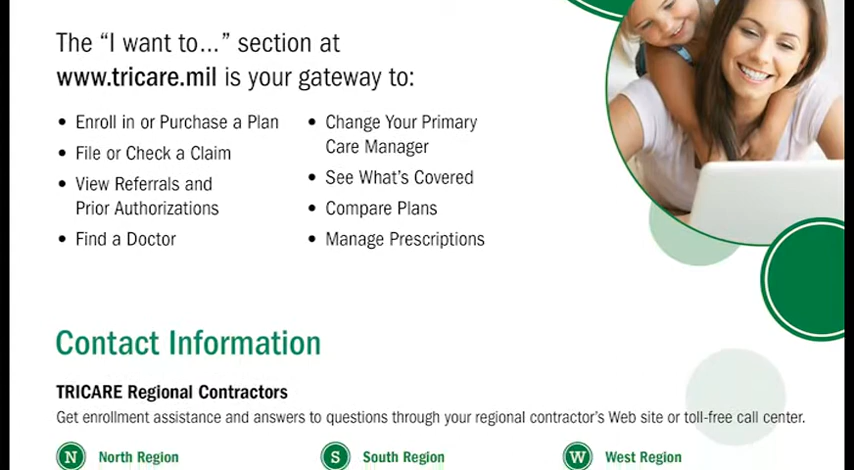 The “I want to...” section at
www.tricare.mil is your gateway to:
• Enroll in or Purchase a Plan
• File or Check a Claim
• View Referrals and
Prior Authorizations
• Find a Doctor
• Change Your Primary
Care Manager
• See What’s Covered
• Compare Plans
• Manage Prescriptions
Contact Information
TRICARE Regional Contractors
Get enrollment assistance and answers to questions through your regional contractor’s Web site or toll-free call center.
N North Region
S South Region
W West Region